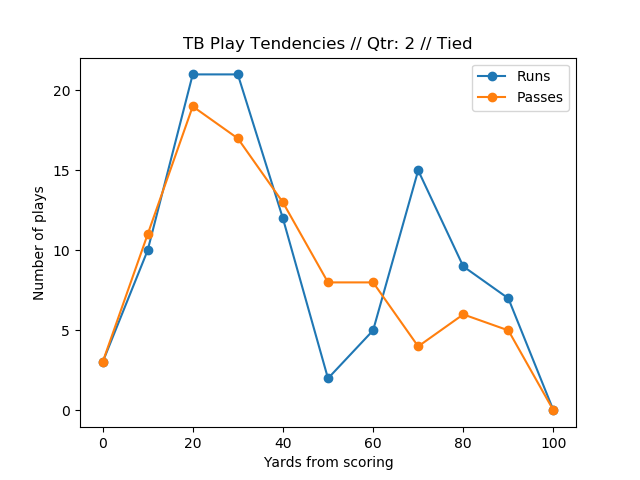 TB Play Tendencies // Qtr: 2 // Tied
Runs
Passes
20
15
10
5
0
Number of plays
0 20 40 60 80 100
Yards from scoring